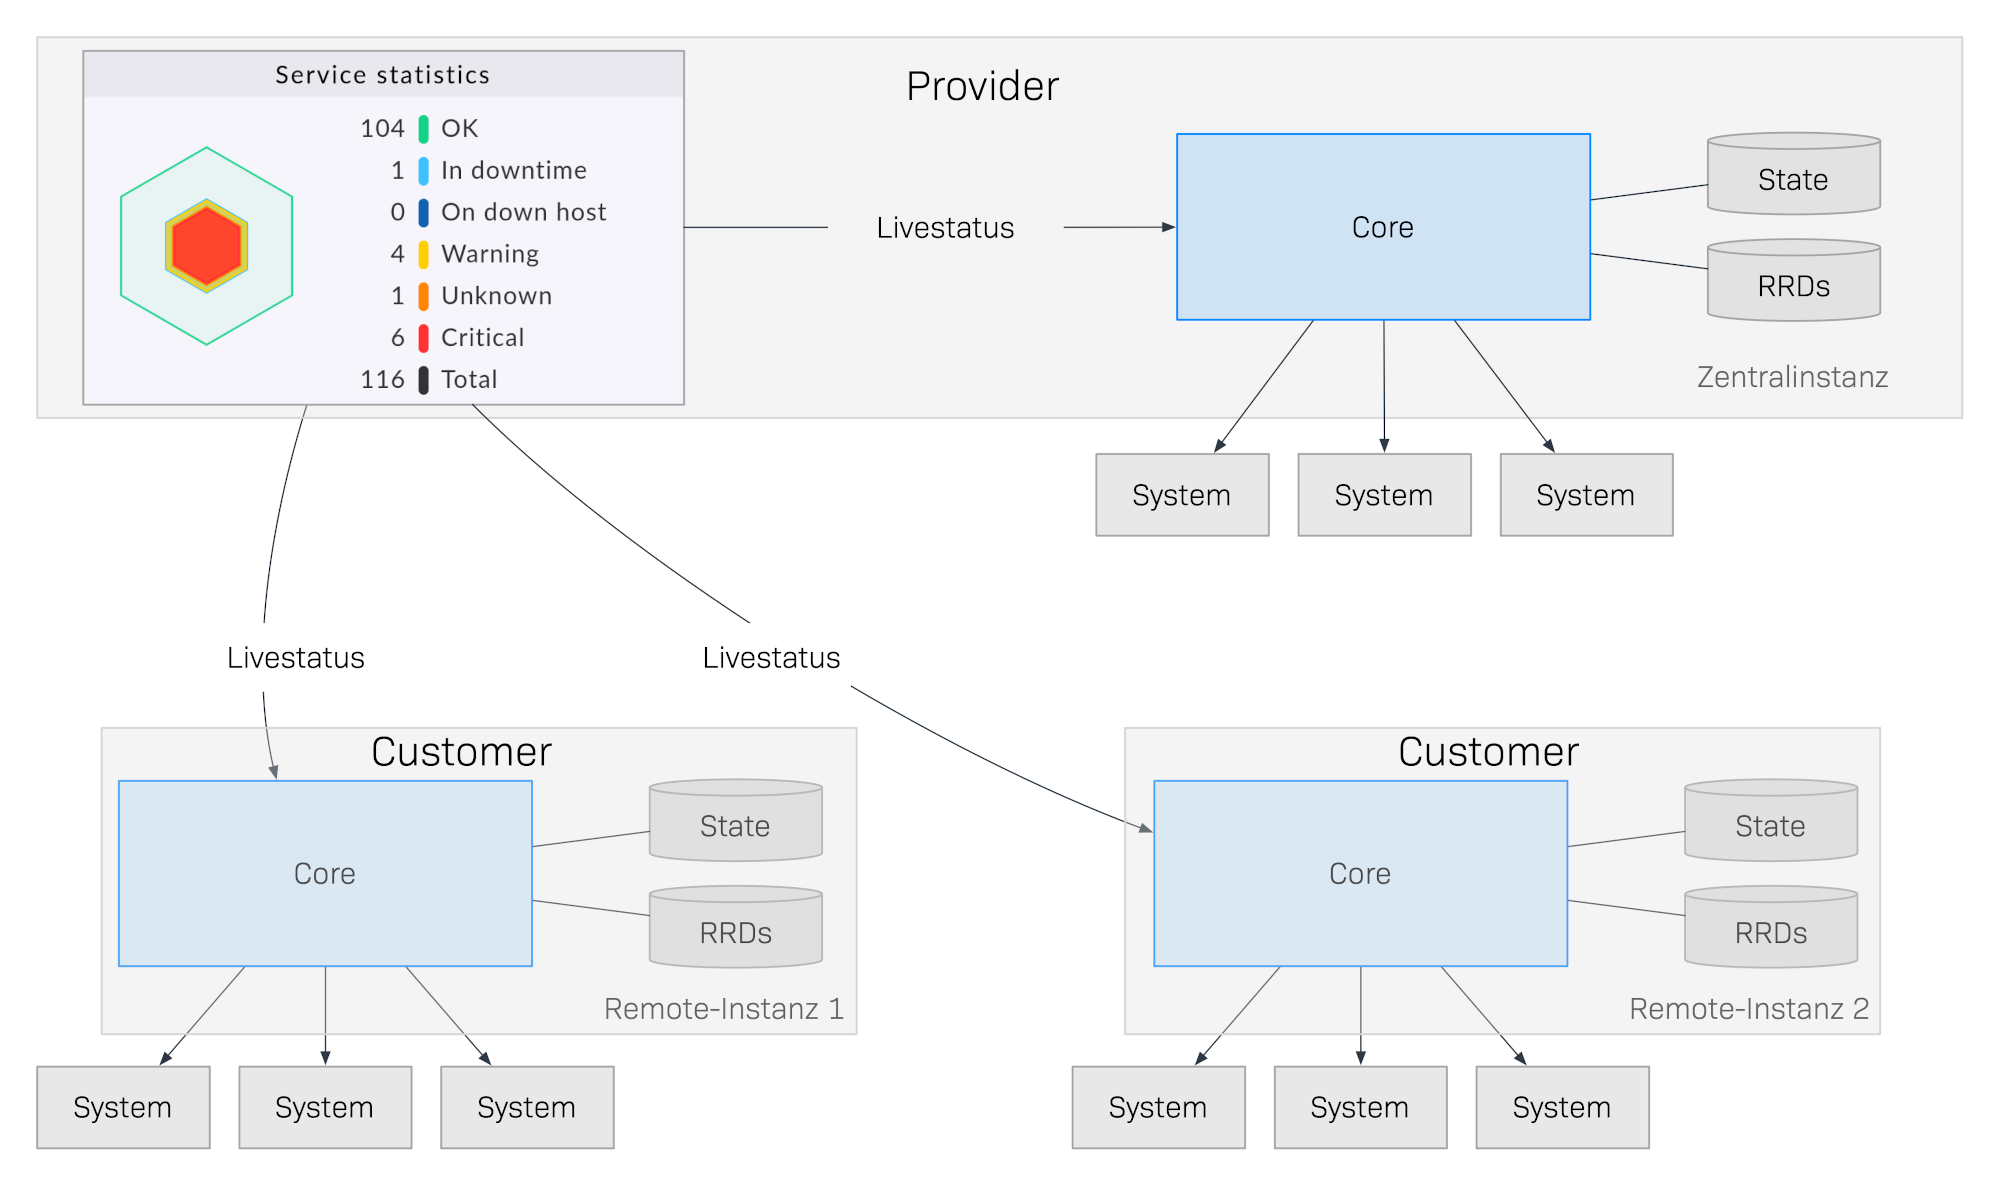 Service statistics
104 OK
1 In downtime
0 On down host
4 Warning
1 Unknown
6 Critical
116 Total
Provider
Livestatus
Core
State
RRDs
Zentralinstanz
System
System
System
Livestatus
Livestatus
Customer
Core
State
RRDs
Remote-Instanz 1
System
System
System
Customer
Core
State
RRDs
Remote-Instanz 2
System
System
System